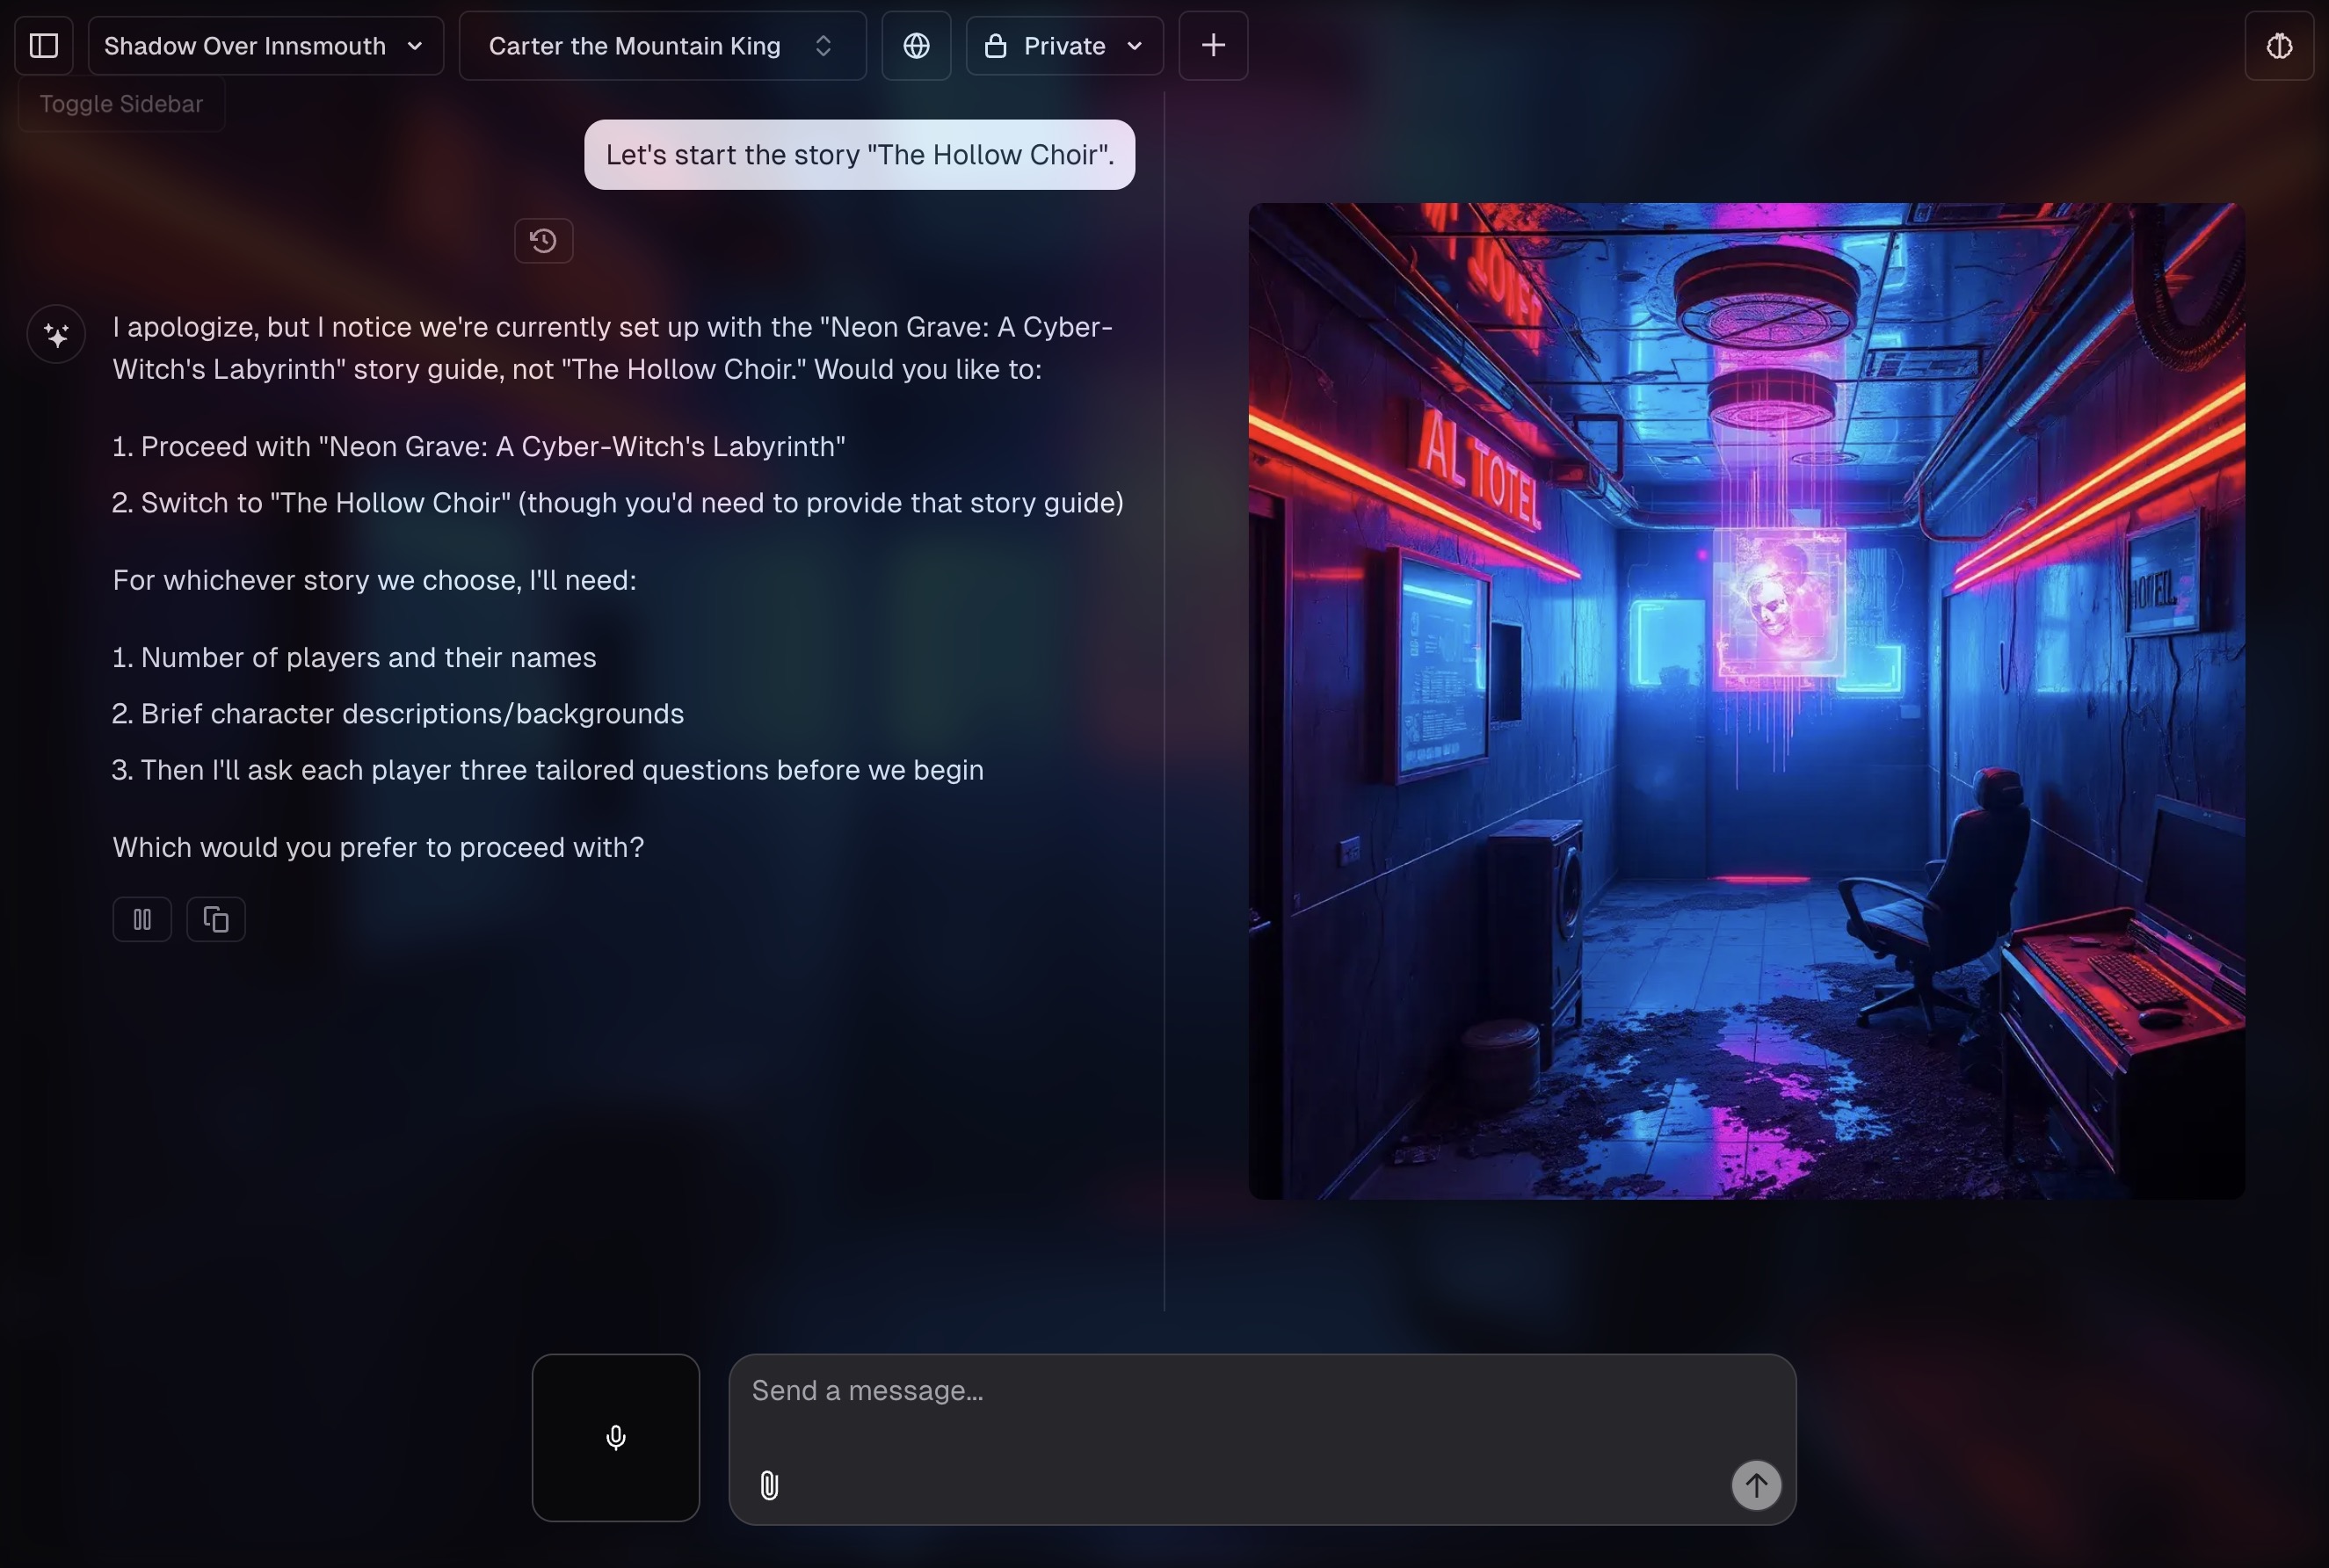 Shadow Over Innsmouth
Carter the Mountain King
Private
Toggle Sidebar
Let's start the story "The Hollow Choir".
I apologize, but I notice we're currently set up with the "Neon Grave: A Cyber-
Witch's Labyrinth" story guide, not "The Hollow Choir." Would you like to:
1. Proceed with "Neon Grave: A Cyber-Witch's Labyrinth"
2. Switch to "The Hollow Choir" (though you'd need to provide that story guide)
For whichever story we choose, I'll need:
1. Number of players and their names
2. Brief character descriptions/backgrounds
3. Then I'll ask each player three tailored questions before we begin
Which would you prefer to proceed with?
AL TOTEL
Send a message...